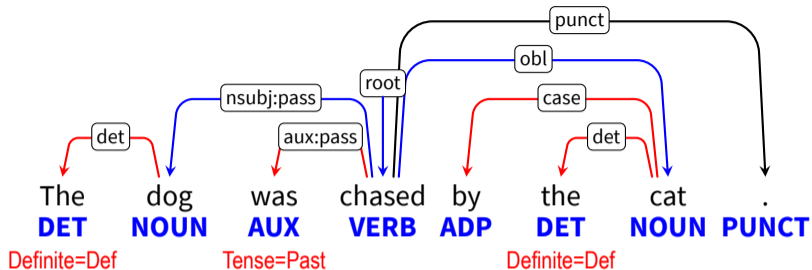 punct
obl
root
nsubj:pass case
det aux:pass det
The dog was chased by the cat .
DET NOUN AUX VERB ADP DET NOUN PUNCT
Definite=Def Tense=Past Definite=Def